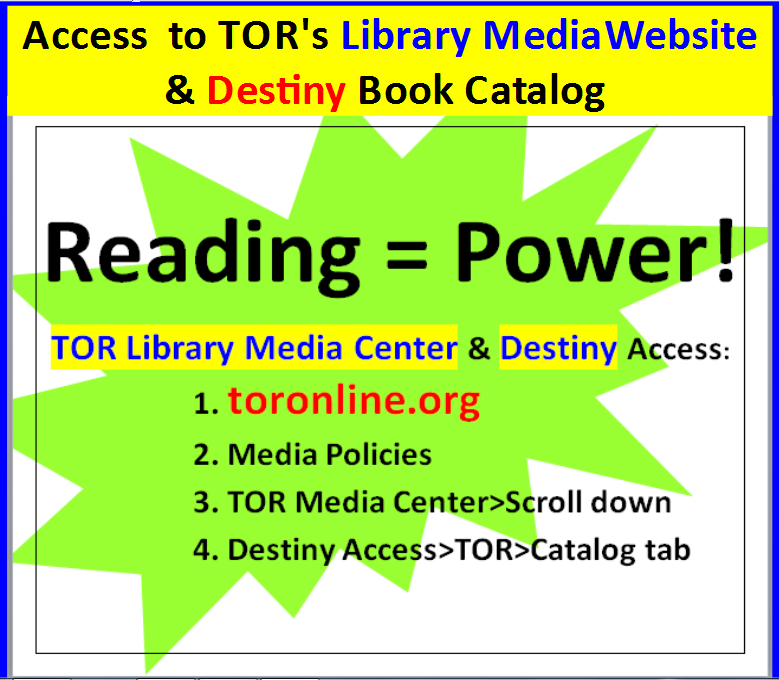 Access to TOR's Library MediaWebsite
& Destiny Book Catalog
Reading = Power!
TOR Library Media Center & Destiny Access:
1. toronline.org
2. Media Policies
3. TOR Media Center>Scroll down
4. Destiny Access>TOR>Catalog tab